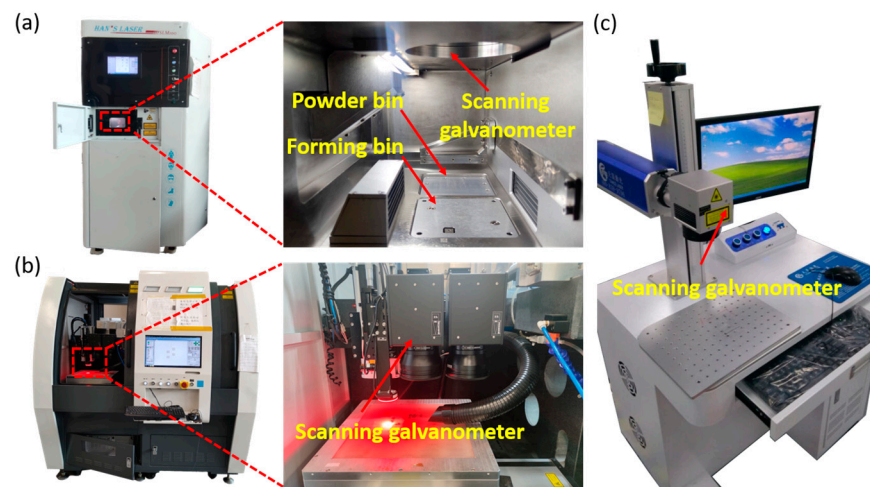 (a)
HAN'S LASER
Powder bin
Scanning
galvanometer
Forming bin
(b)
Scanning galvanometer
(c)
Scanning galvanometer